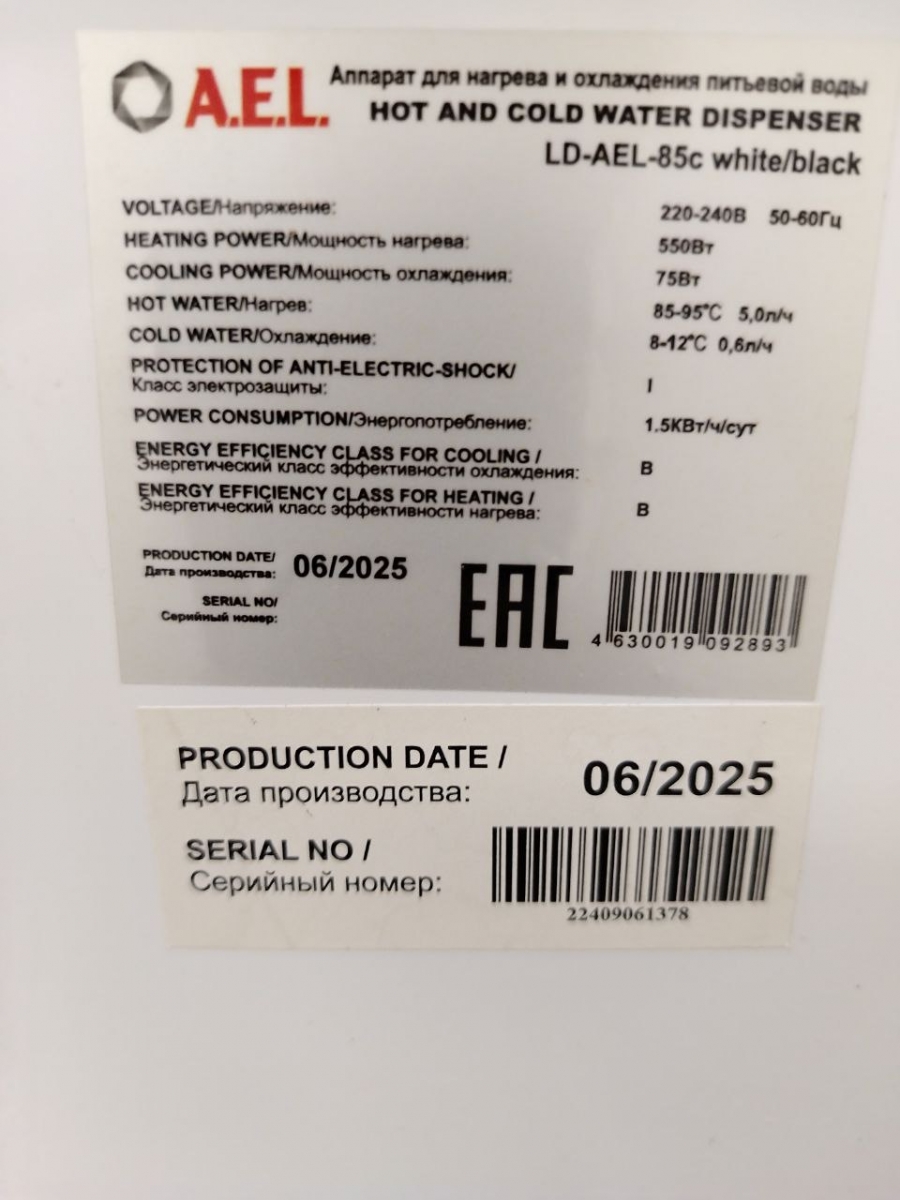 A.E.L. Аппарат для нагрева и охлаждения питьевой воды
HOT AND COLD WATER DISPENSER
LD-AEL-85c white/black
VOLTAGE/Напряжение: 220-240В 50-60Гц
HEATING POWER/Мощность нагрева: 550Вт
COOLING POWER/Мощность охлаждения: 75Вт
HOT WATER/Нагрев: 85-95°C 5,0л/ч
COLD WATER/Охлаждение: 8-12°C 0,6л/ч
PROTECTION OF ANTI-ELECTRIC-SHOCK/
Класс электрозащиты: I
POWER CONSUMPTION/Энергопотребление: 1.5КВт/ч/сут
ENERGY EFFICIENCY CLASS FOR COOLING /
Энергетический класс эффективности охлаждения: B
ENERGY EFFICIENCY CLASS FOR HEATING /
Энергетический класс эффективности нагрева: B
PRODUCTION DATE/
Дата производства: 06/2025
SERIAL NO/
Серийный номер:
EAC
4 630019 092893
PRODUCTION DATE /
Дата производства: 06/2025
SERIAL NO /
Серийный номер:
22409061378